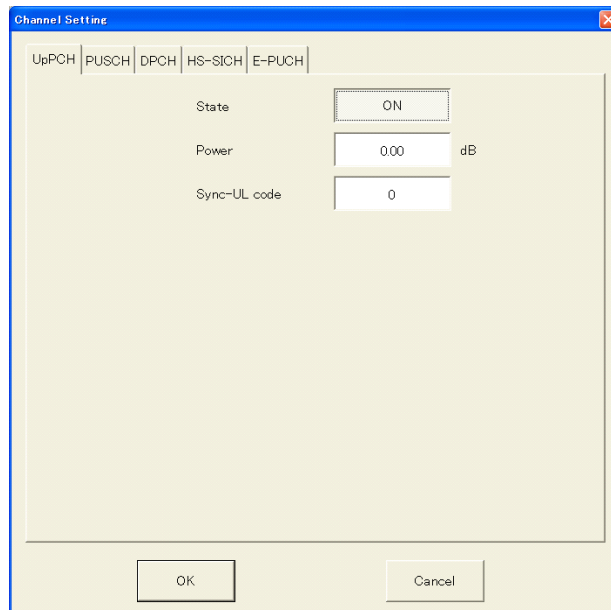 Channel Setting
UpPCH PUSCH DPCH HS-SICH E-PUCH
State ON
Power 0.00 dB
Sync-UL code 0
OK Cancel